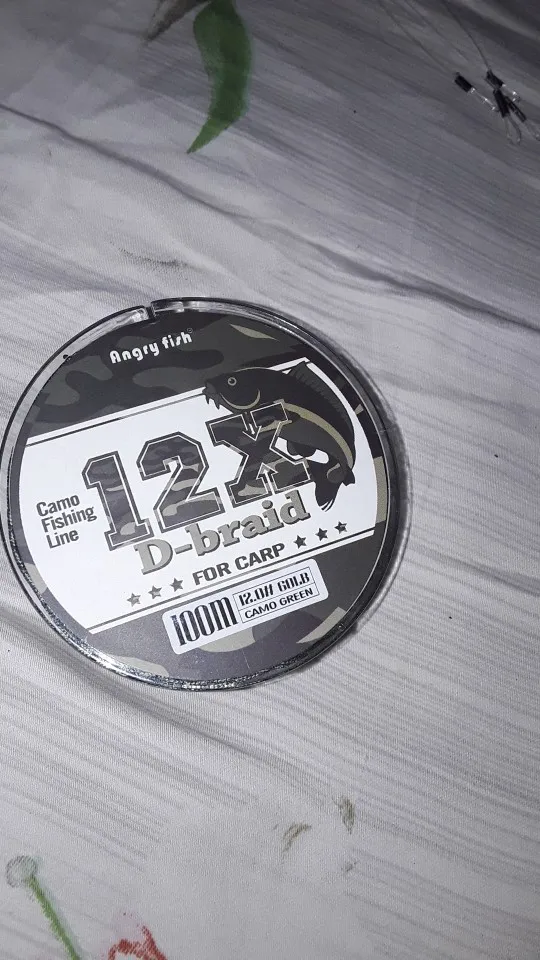 Angry fish
12X
Camo
Fishing
Line
D-braid
FOR CARP
100m
12.0# 60LB
CAMO GREEN